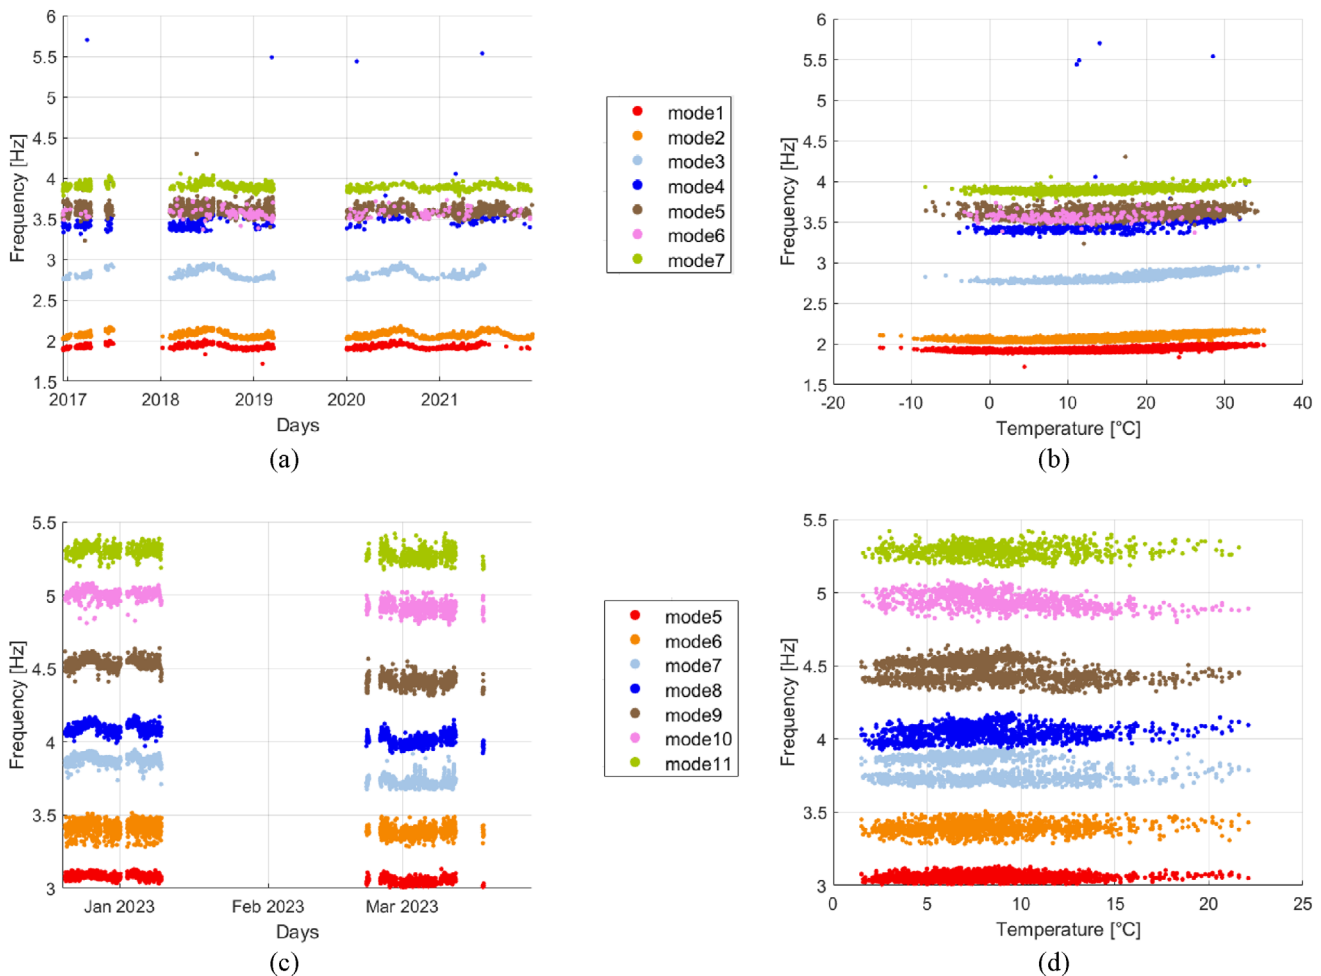 6
5.5
5
4.5
4
3.5
3
2.5
2
1.5
Frequency [Hz]
2017 2018 2019 2020 2021
Days
(a)
mode1
mode2
mode3
mode4
mode5
mode6
mode7
6
5.5
5
4.5
4
3.5
3
2.5
2
1.5
Frequency [Hz]
-20 -10 0 10 20 30 40
Temperature [°C]
(b)
5.5
5
4.5
4
3.5
3
Frequency [Hz]
Jan 2023 Feb 2023 Mar 2023
Days
(c)
mode5
mode6
mode7
mode8
mode9
mode10
mode11
5.5
5
4.5
4
3.5
3
Frequency [Hz]
0 5 10 15 20 25
Temperature [°C]
(d)